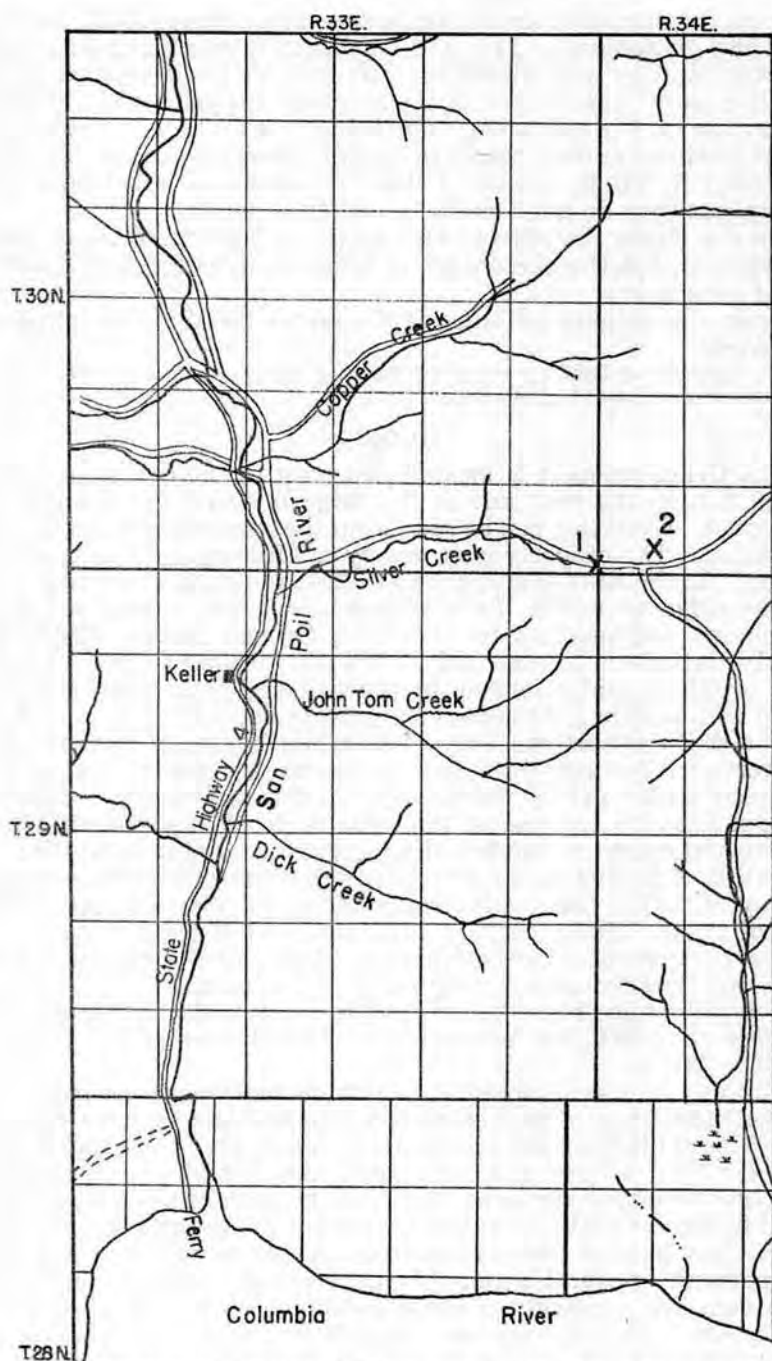 R.33E. R.34E.
T.30N.
Copper Creek
River
Silver Creek
1 2
Poil
Keller
John Tom Creek
Highway
San
T.29N.
Dick Creek
State
Ferry
Columbia River
T.28N.